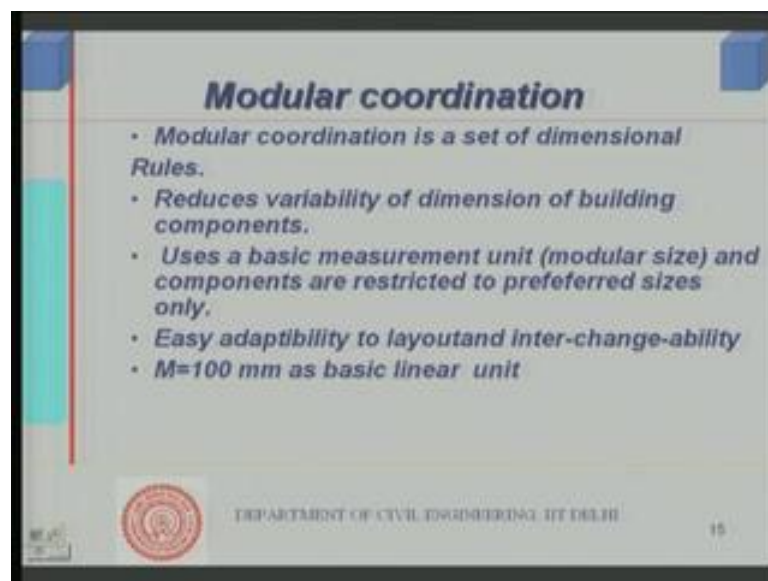 Modular coordination
• Modular coordination is a set of dimensional
Rules.
• Reduces variability of dimension of building
components.
• Uses a basic measurement unit (modular size) and
components are restricted to prefeferred sizes
only.
• Easy adaptibility to layoutand inter-change-ability
• M=100 mm as basic linear unit
DEPARTMENT OF CIVIL ENGINEERING, IIT DELHI
15